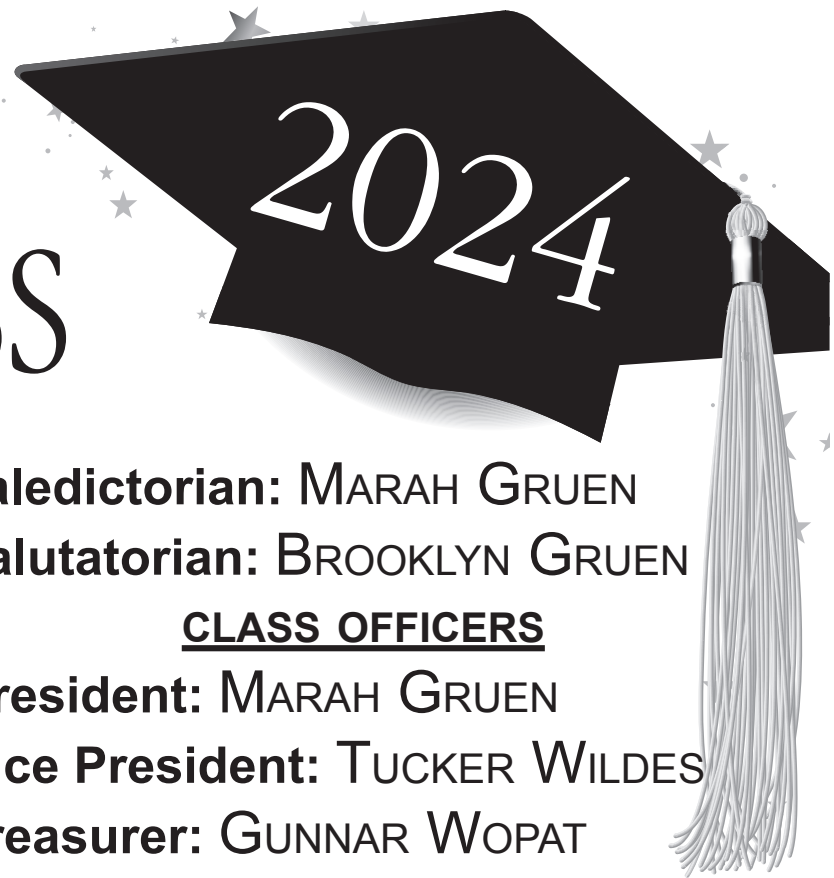 2024
SS
aledictorian: MARAH GRUEN
alutatorian: BROOKLYN GRUEN
CLASS OFFICERS
resident: MARAH GRUEN
ce President: TUCKER WILDES
reasurer: GUNNAR WOPAT